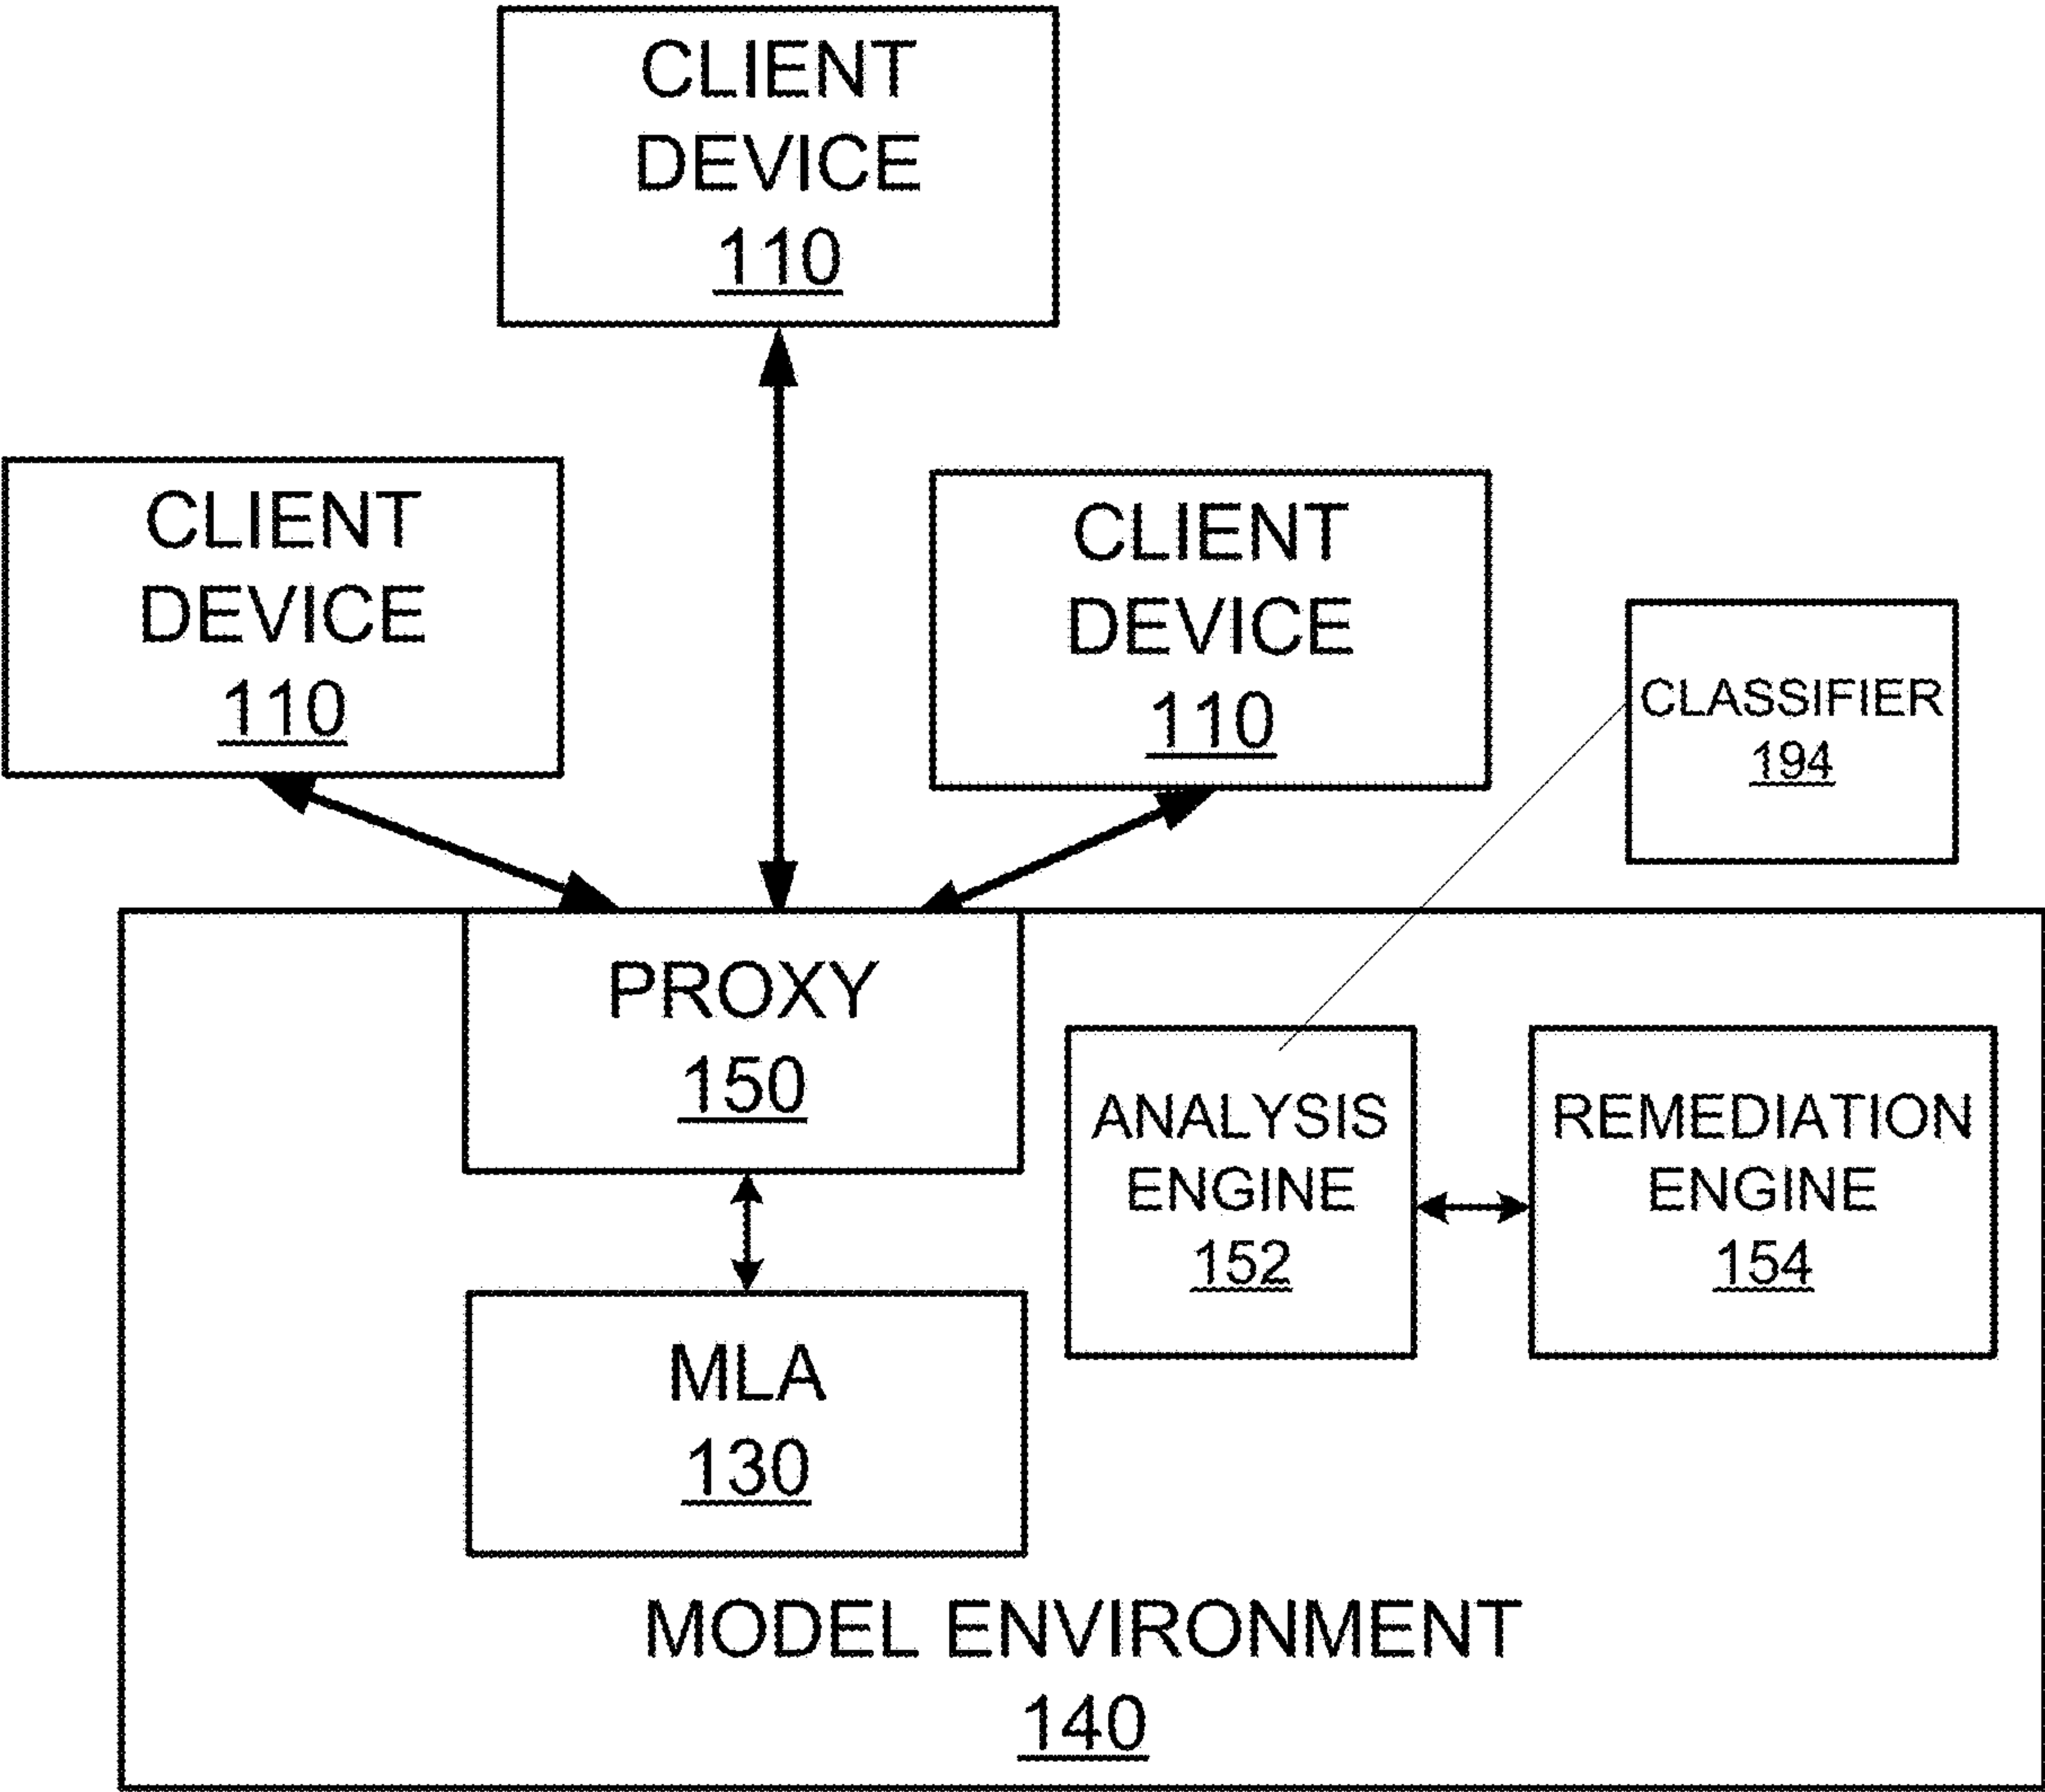 CLIENT
DEVICE
110
CLIENT
DEVICE
110
CLIENT
DEVICE
110
CLASSIFIER
194
PROXY
150
ANALYSIS
ENGINE
152
REMEDIATION
ENGINE
154
MLA
130
MODEL ENVIRONMENT
140